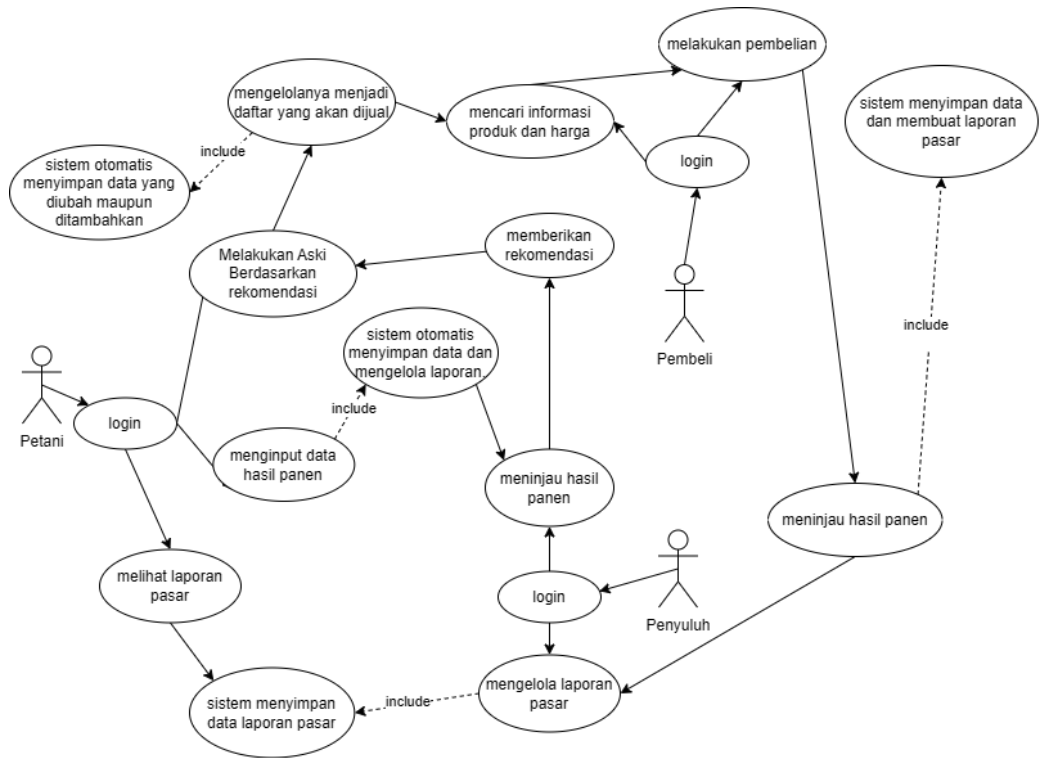 melakukan pembelian
mengelolanya menjadi
daftar yang akan dijual
mencari informasi
produk dan harga
sistem menyimpan data
dan membuat laporan
pasar
include
login
sistem otomatis
menyimpan data yang
diubah maupun
ditambahkan
Melakukan Aski
Berdasarkan
rekomendasi
memberikan
rekomendasi
Pembeli
include
sistem otomatis
menyimpan data dan
mengelola laporan.
include
Petani
login
menginput data
hasil panen
meninjau hasil
panen
meninjau hasil panen
melihat laporan
pasar
login
Penyuluh
sistem menyimpan
data laporan pasar
include
mengelola laporan
pasar